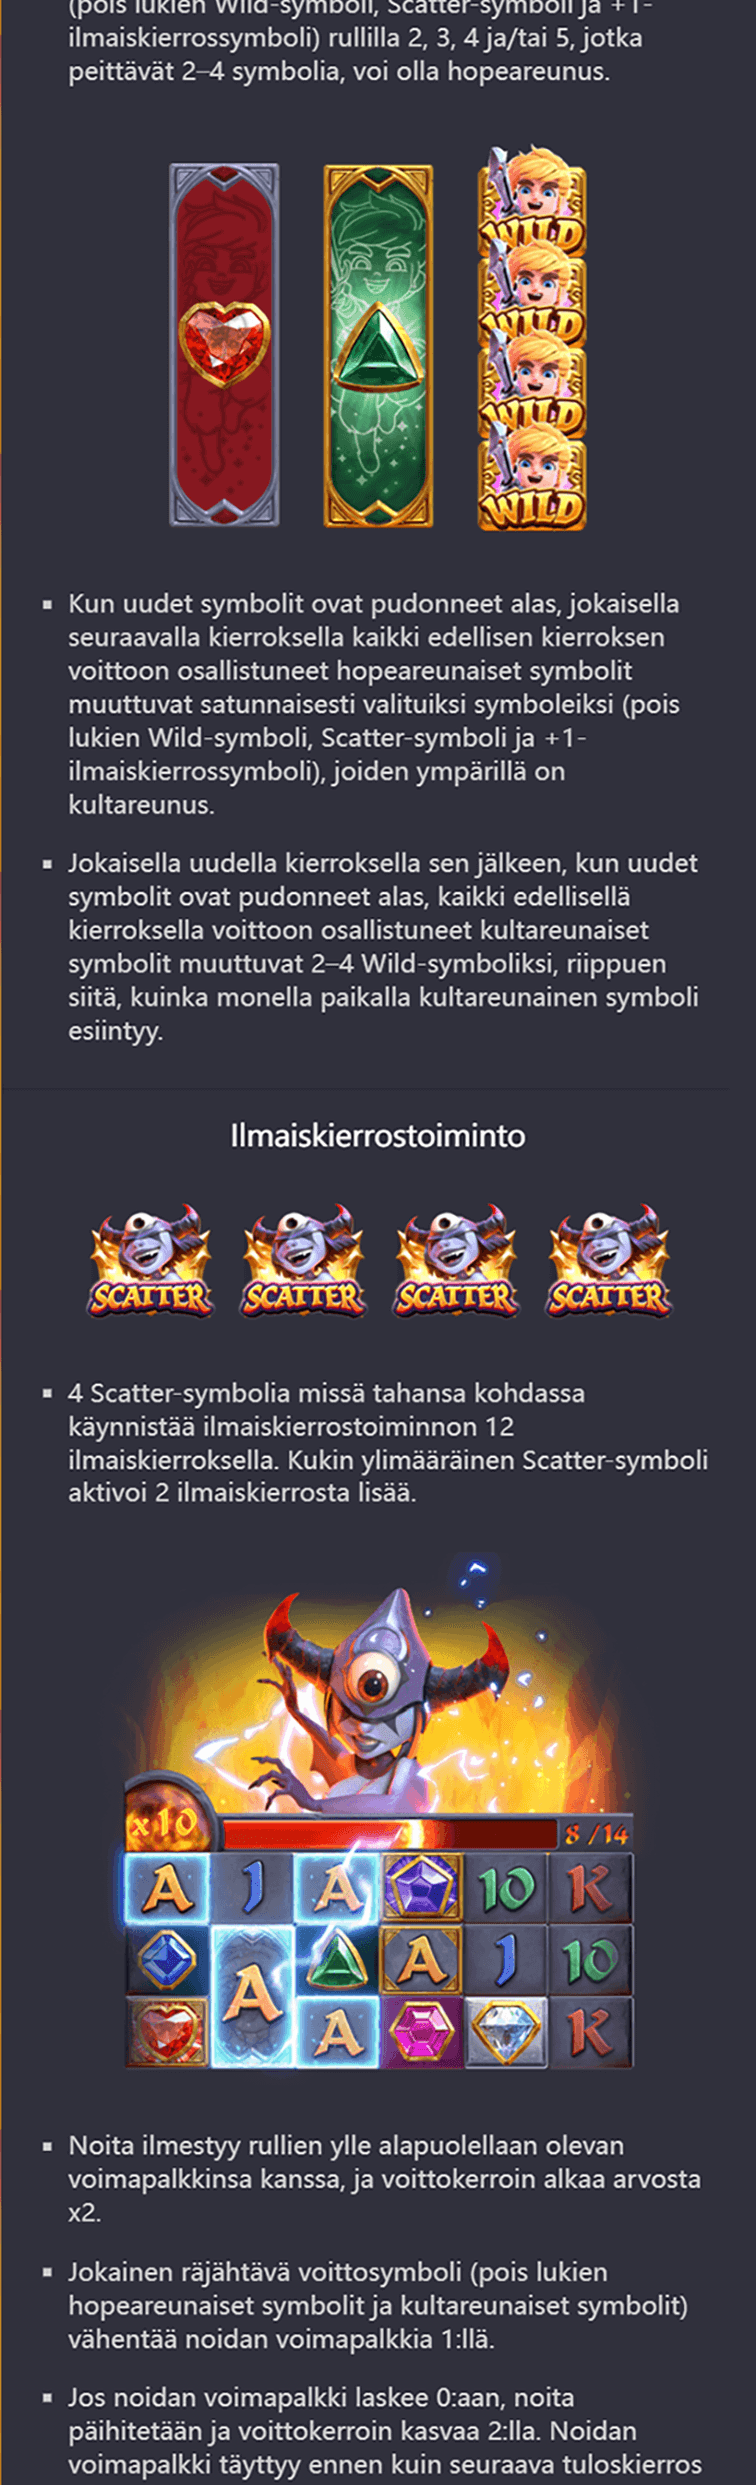 (pois lukien Wild-symboli, Scatter-symboli ja +1-
ilmaiskierrossymboli) rullilla 2, 3, 4 ja/tai 5, jotka
peittävät 2–4 symbolia, voi olla hopeareunus.
WILD
WILD
WILD
WILD
▪ Kun uudet symbolit ovat pudonneet alas, jokaisella
seuraavalla kierroksella kaikki edellisen kierroksen
voittoon osallistuneet hopeareunaiset symbolit
muuttuvat satunnaisesti valituiksi symboleiksi (pois
lukien Wild-symboli, Scatter-symboli ja +1-
ilmaiskierrossymboli), joiden ympärillä on
kultareunus.
▪ Jokaisella uudella kierroksella sen jälkeen, kun uudet
symbolit ovat pudonneet alas, kaikki edellisellä
kierroksella voittoon osallistuneet kultareunaiset
symbolit muuttuvat 2–4 Wild-symboliksi, riippuen
siitä, kuinka monella paikalla kultareunainen symboli
esiintyy.
Ilmaiskierrostoiminto
SCATTER SCATTER SCATTER SCATTER
▪ 4 Scatter-symbolia missä tahansa kohdassa
käynnistää ilmaiskierrostoiminnon 12
ilmaiskierroksella. Kukin ylimääräinen Scatter-symboli
aktivoi 2 ilmaiskierrosta lisää.
x10 8/14
A J A 10 K
A A J 10
A K
▪ Noita ilmestyy rullien ylle alapuolellaan olevan
voimapalkkinsa kanssa, ja voittokerroin alkaa arvosta
x2.
▪ Jokainen räjähtävä voittosymboli (pois lukien
hopeareunaiset symbolit ja kultareunaiset symbolit)
vähentää noidan voimapalkkia 1:llä.
▪ Jos noidan voimapalkki laskee 0:aan, noita
päihitetään ja voittokerroin kasvaa 2:lla. Noidan
voimapalkki täyttyy ennen kuin seuraava tuloskierros